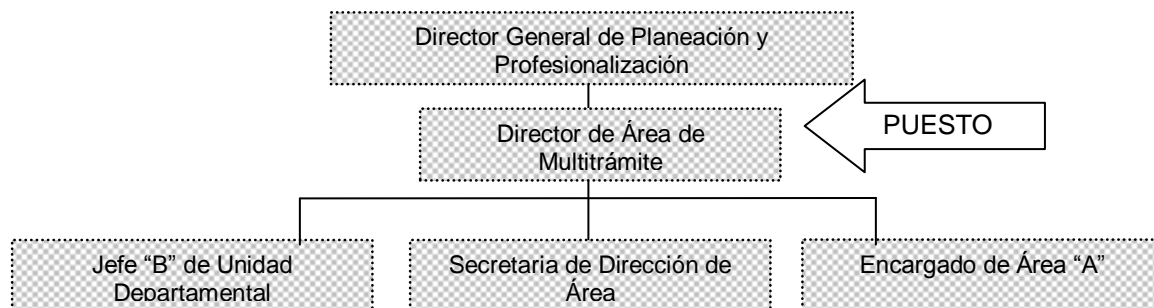 Director General de Planeación y
Profesionalización
Director de Área de
Multitrámite
PUESTO
Jefe “B” de Unidad
Departamental
Secretaria de Dirección de
Área
Encargado de Área “A”